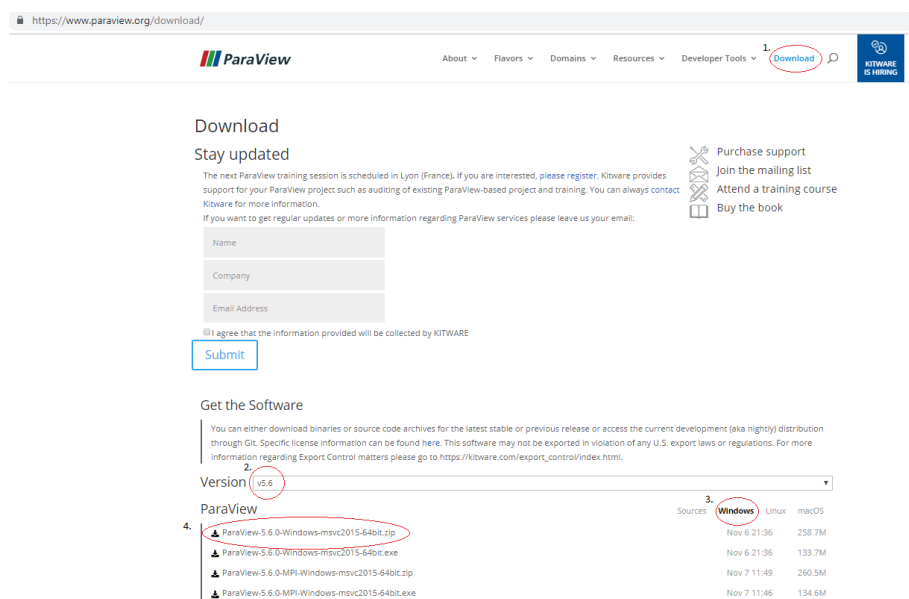 https://www.paraview.org/download/
ParaView
About
Flavors
Domains
Resources
Developer Tools
1.
Download
KITWARE
IS HIRING
Download
Stay updated
The next ParaView training session is scheduled in Lyon (France). If you are interested, please register. Kitware provides
support for your ParaView project such as auditing of existing ParaView-based project and training. You can always contact
Kitware for more information.
If you want to get regular updates or more information regarding ParaView services please leave us your email:
Name
Company
Email Address
I agree that the information provided will be collected by KITWARE
Submit
Purchase support
Join the mailing list
Attend a training course
Buy the book
Get the Software
You can either download binaries or source code archives for the latest stable or previous release or access the current development (aka nightly) distribution
through Git. Specific license information can be found here. This software may not be exported in violation of any U.S. export laws or regulations. For more
information regarding Export Control matters please go to https://kitware.com/export_control/index.html.
2.
Version v5.6
ParaView
3.
Sources Windows Linux macOS
4.
ParaView-5.6.0-Windows-msvc2015-64bit.zip Nov 6 21:36 258.7M
ParaView-5.6.0-Windows-msvc2015-64bit.exe Nov 6 21:36 133.7M
ParaView-5.6.0-MPI-Windows-msvc2015-64bit.zip Nov 7 11:49 260.5M
ParaView-5.6.0-MPI-Windows-msvc2015-64bit.exe Nov 7 11:46 134.6M